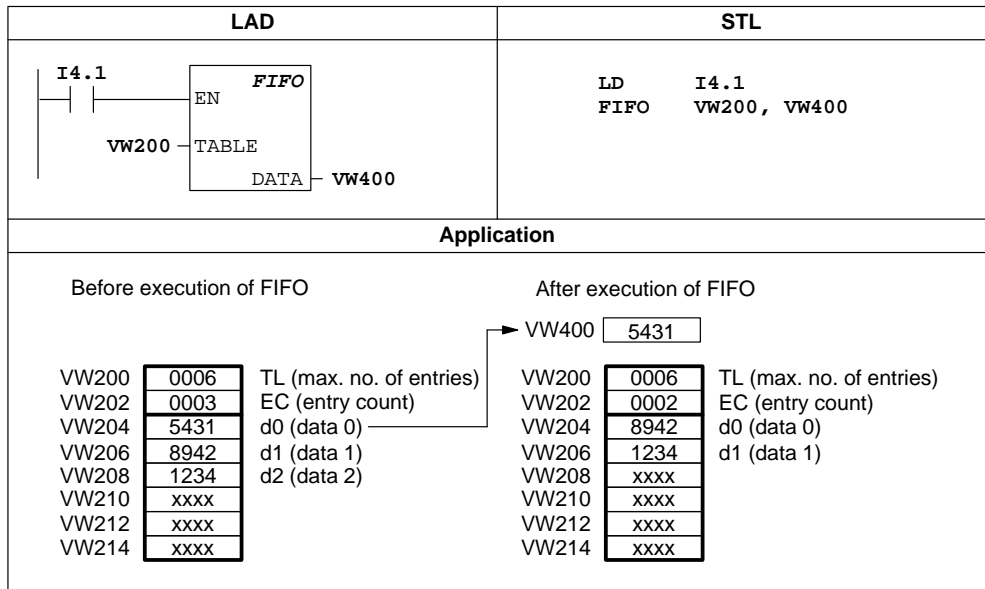 LAD STL
I4.1
FIFO
EN
VW200 TABLE
DATA VW400
LD I4.1
FIFO VW200, VW400
Application
Before execution of FIFO
VW200 0006 TL (max. no. of entries)
VW202 0003 EC (entry count)
VW204 5431 d0 (data 0)
VW206 8942 d1 (data 1)
VW208 1234 d2 (data 2)
VW210 xxxx
VW212 xxxx
VW214 xxxx
After execution of FIFO
VW400 5431
VW200 0006 TL (max. no. of entries)
VW202 0002 EC (entry count)
VW204 8942 d0 (data 0)
VW206 1234 d1 (data 1)
VW208 xxxx
VW210 xxxx
VW212 xxxx
VW214 xxxx